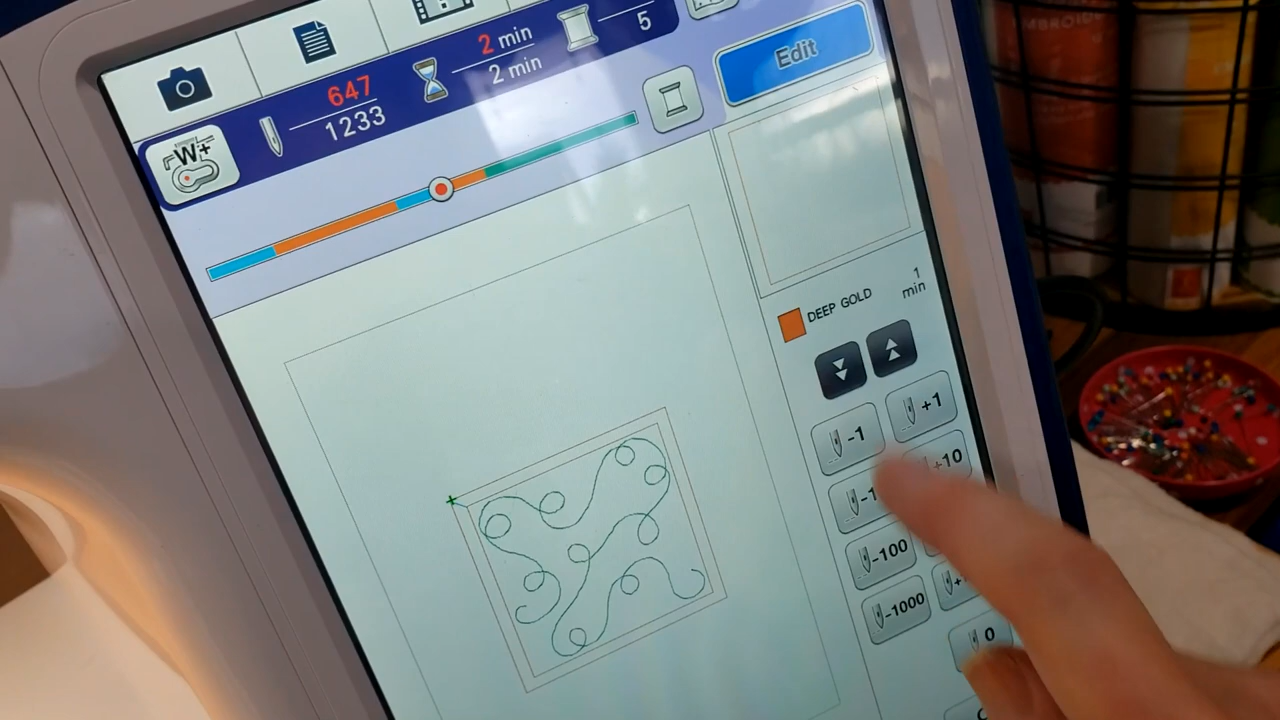 647
1233
2 min
2 min
5
Edit
W+
1
min
DEEP GOLD
-1
+1
+10
-100
-1000
0